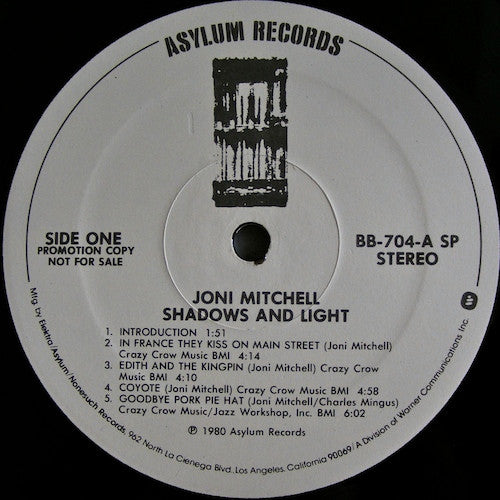 ASYLUM RECORDS
SIDE ONE
PROMOTION COPY
NOT FOR SALE
BB-704-A SP
STEREO
JONI MITCHELL
SHADOWS AND LIGHT
1. INTRODUCTION 1:51
2. IN FRANCE THEY KISS ON MAIN STREET (Joni Mitchell)
Crazy Crow Music BMI 4:14
3. EDITH AND THE KINGPIN (Joni Mitchell) Crazy Crow
Music BMI 4:10
4. COYOTE (Joni Mitchell) Crazy Crow Music BMI 4:58
5. GOODBYE PORK PIE HAT (Joni Mitchell/Charles Mingus)
Crazy Crow Music/Jazz Workshop, Inc. BMI 6:02
℗ 1980 Asylum Records
Mfg by Elektra/Asylum/Nonesuch Records, 962 North La Cienega Blvd., Los Angeles, California 90069/A Division of Warner Communications Inc.